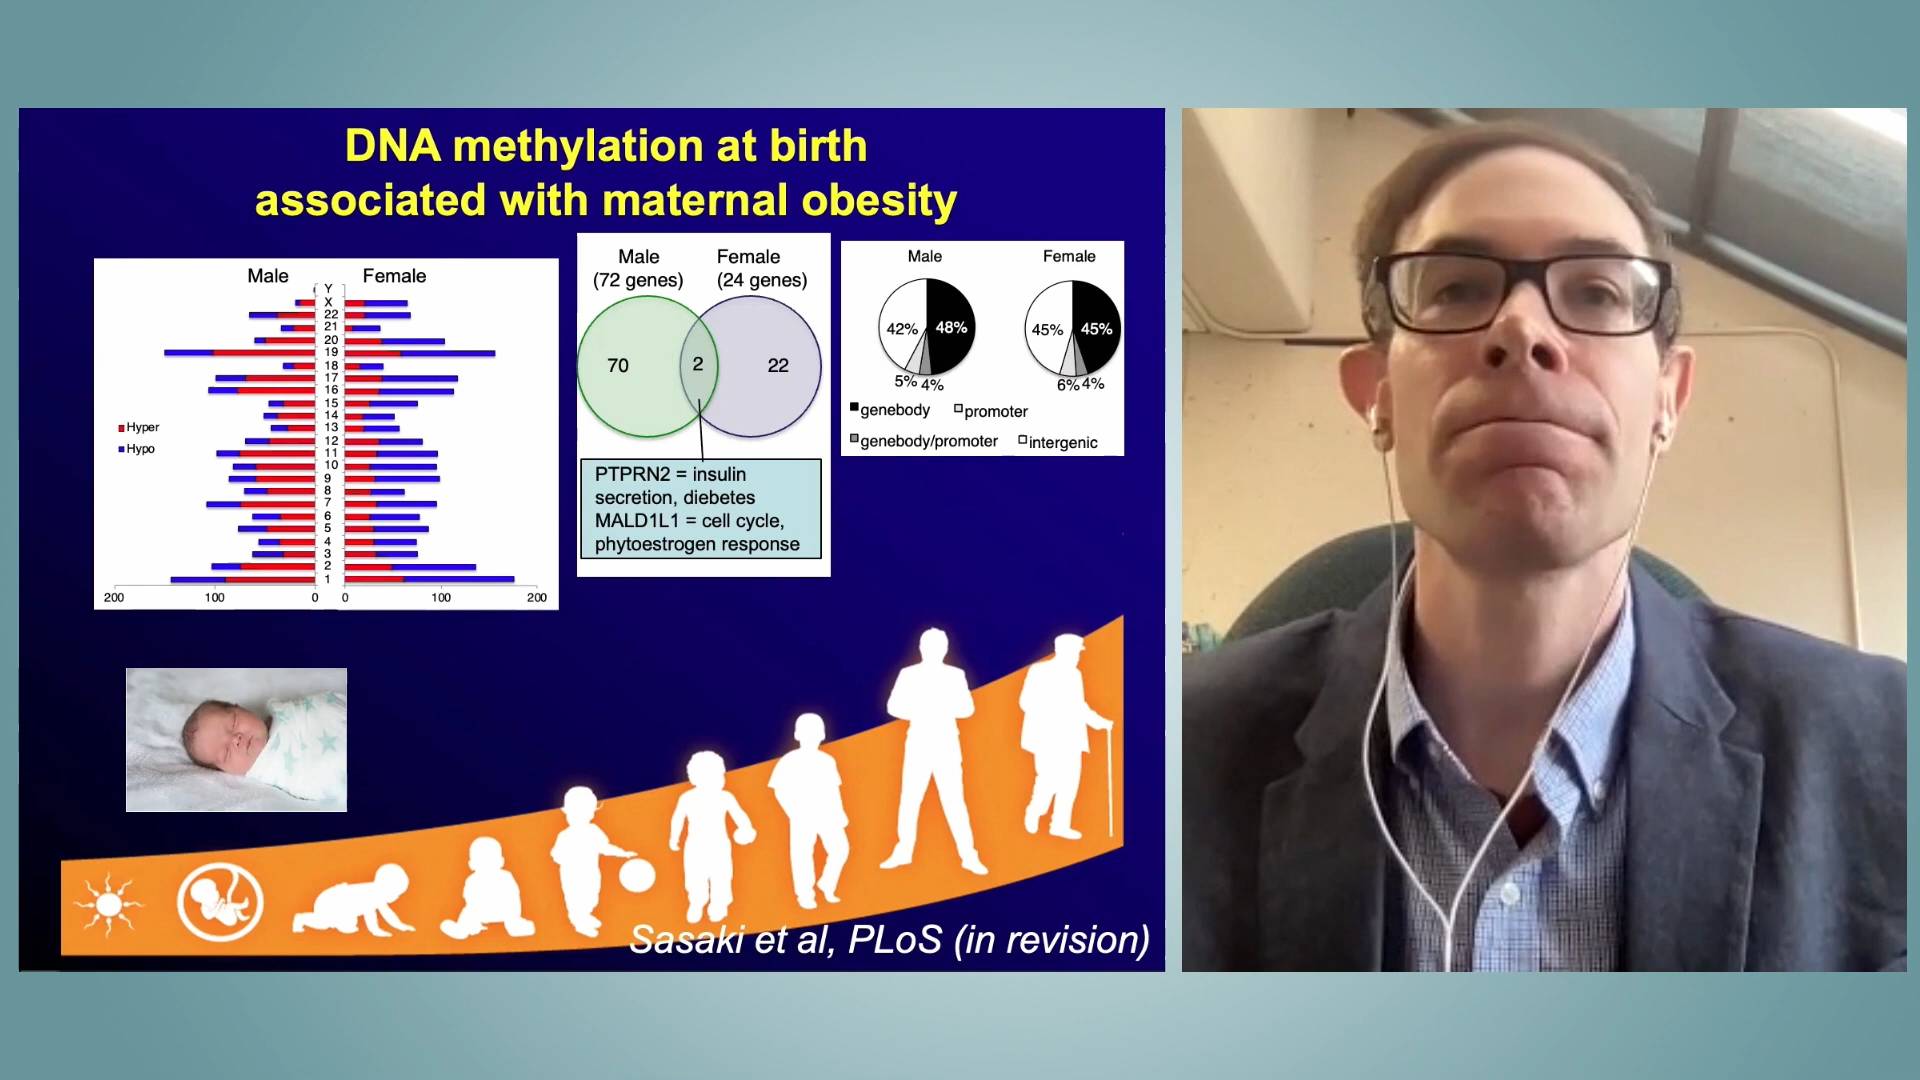 DNA methylation at birth
associated with maternal obesity
Male Female
Y
X
22
21
20
19
18
17
16
15
14
13
12
11
10
9
8
7
6
5
4
3
2
1
Hyper
Hypo
200 100 0 0 100 200
Male Female
(72 genes) (24 genes)
70 2 22
PTPRN2 = insulin
secretion, diebetes
MALD1L1 = cell cycle,
phytoestrogen response
Male Female
42% 48% 45% 45%
5% 4% 6% 4%
genebody promoter
genebody/promoter intergenic
Sasaki et al, PLoS (in revision)